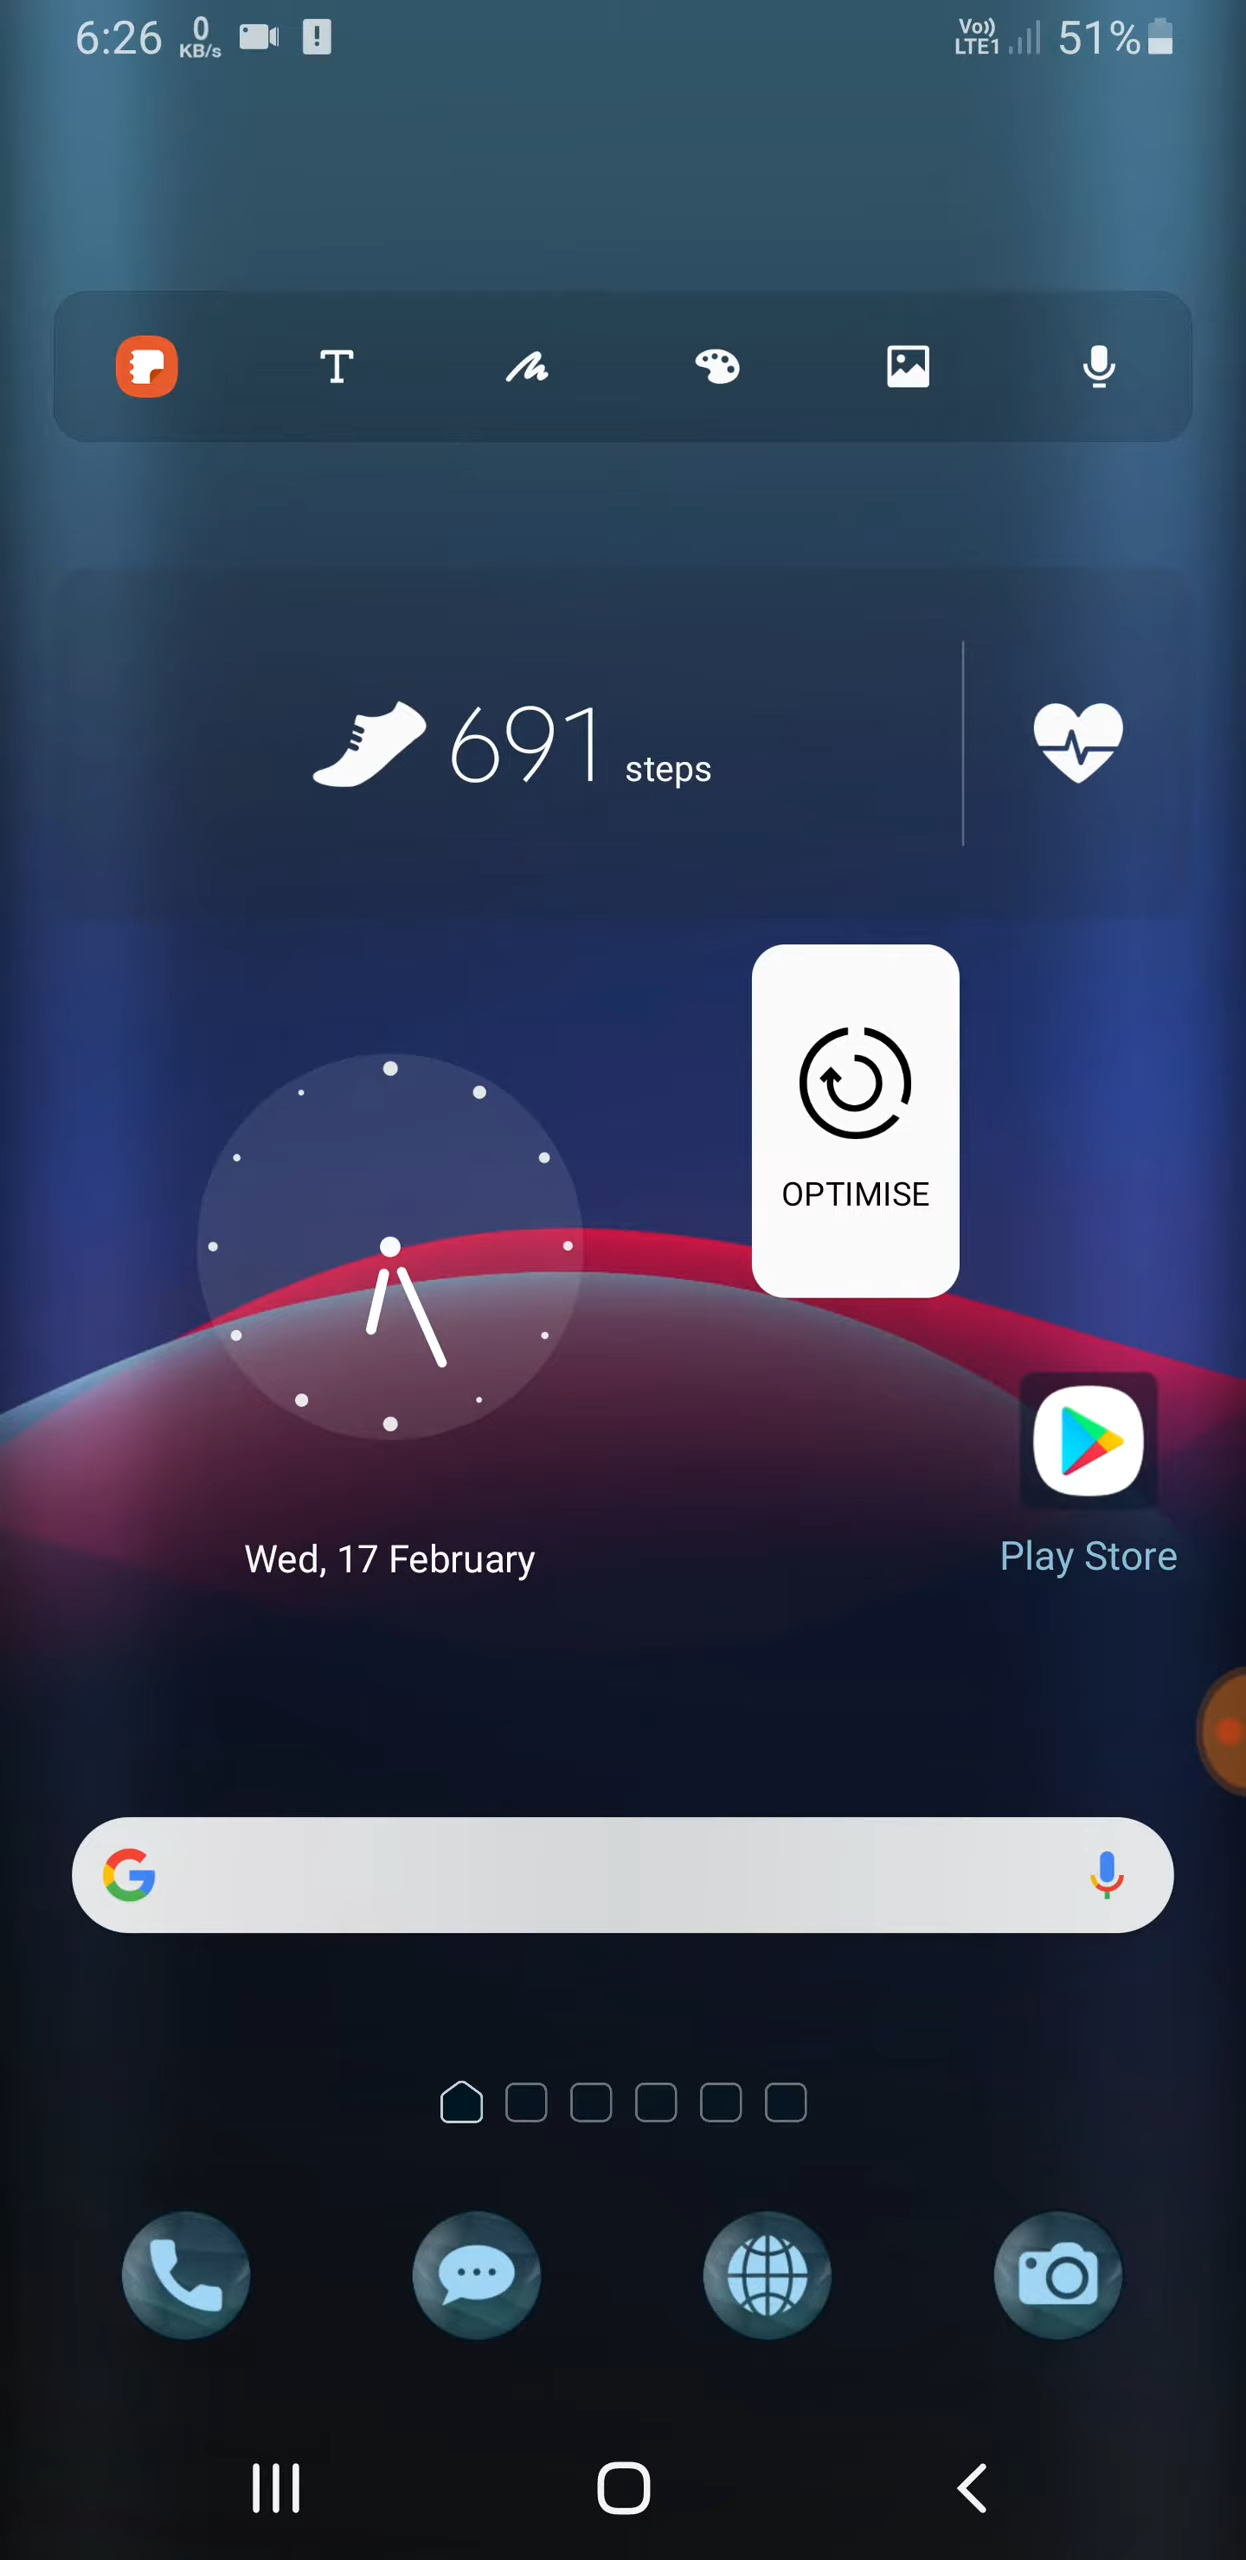 6:26 0 KB/s Vo)) LTE1 51%
T
691 steps
OPTIMISE
Wed, 17 February
Play Store
G